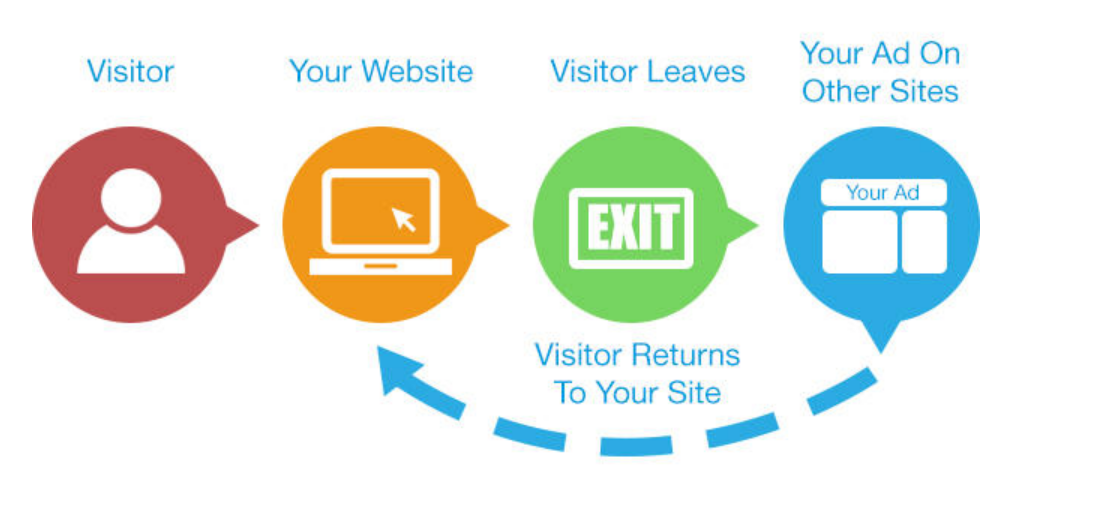 Visitor
Your Website
Visitor Leaves
Your Ad On
Other Sites
EXIT
Your Ad
Visitor Returns
To Your Site